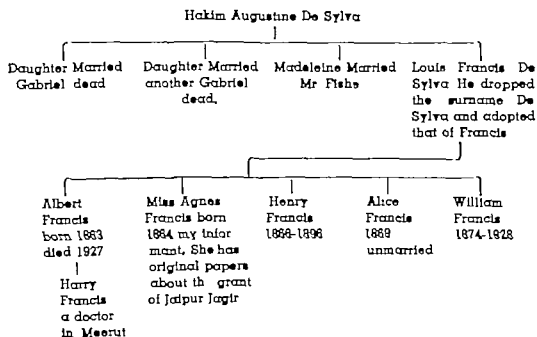 Hakim Augustine De Sylva
Daughter Married
Gabriel dead
Daughter Married
another Gabriel
dead.
Madeleine Married
Mr Fishe
Louis Francis De
Sylva He dropped
the surname De
Sylva and adopted
that of Francis
Albert
Francis
born 1863
died 1927
Harry
Francis
a doctor
in Meerut
Miss Agnes
Francis born
1864 my infor
mant. She has
original papers
about th grant
of Jaipur Jagir
Henry
Francis
1866-1896
Alice
Francis
1869
unmarried
William
Francis
1874-1928